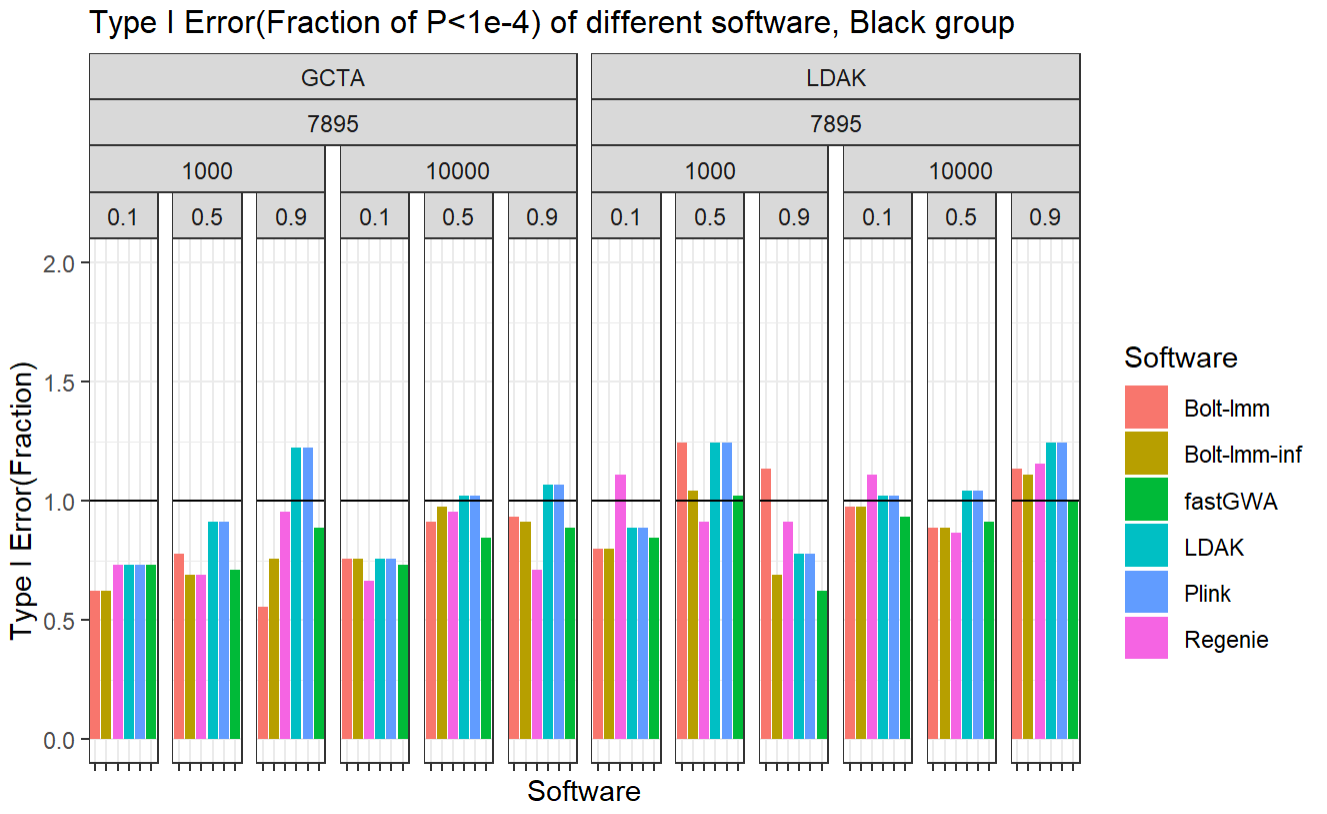 Type I Error(Fraction of P<1e-4) of different software, Black group
GCTA
LDAK
7895
7895
1000
10000
1000
10000
0.1
0.5
0.9
0.1
0.5
0.9
0.1
0.5
0.9
0.1
0.5
0.9
Type I Error(Fraction)
2.0
1.5
1.0
0.5
0.0
Software
Software
Bolt-lmm
Bolt-lmm-inf
fastGWA
LDAK
Plink
Regenie